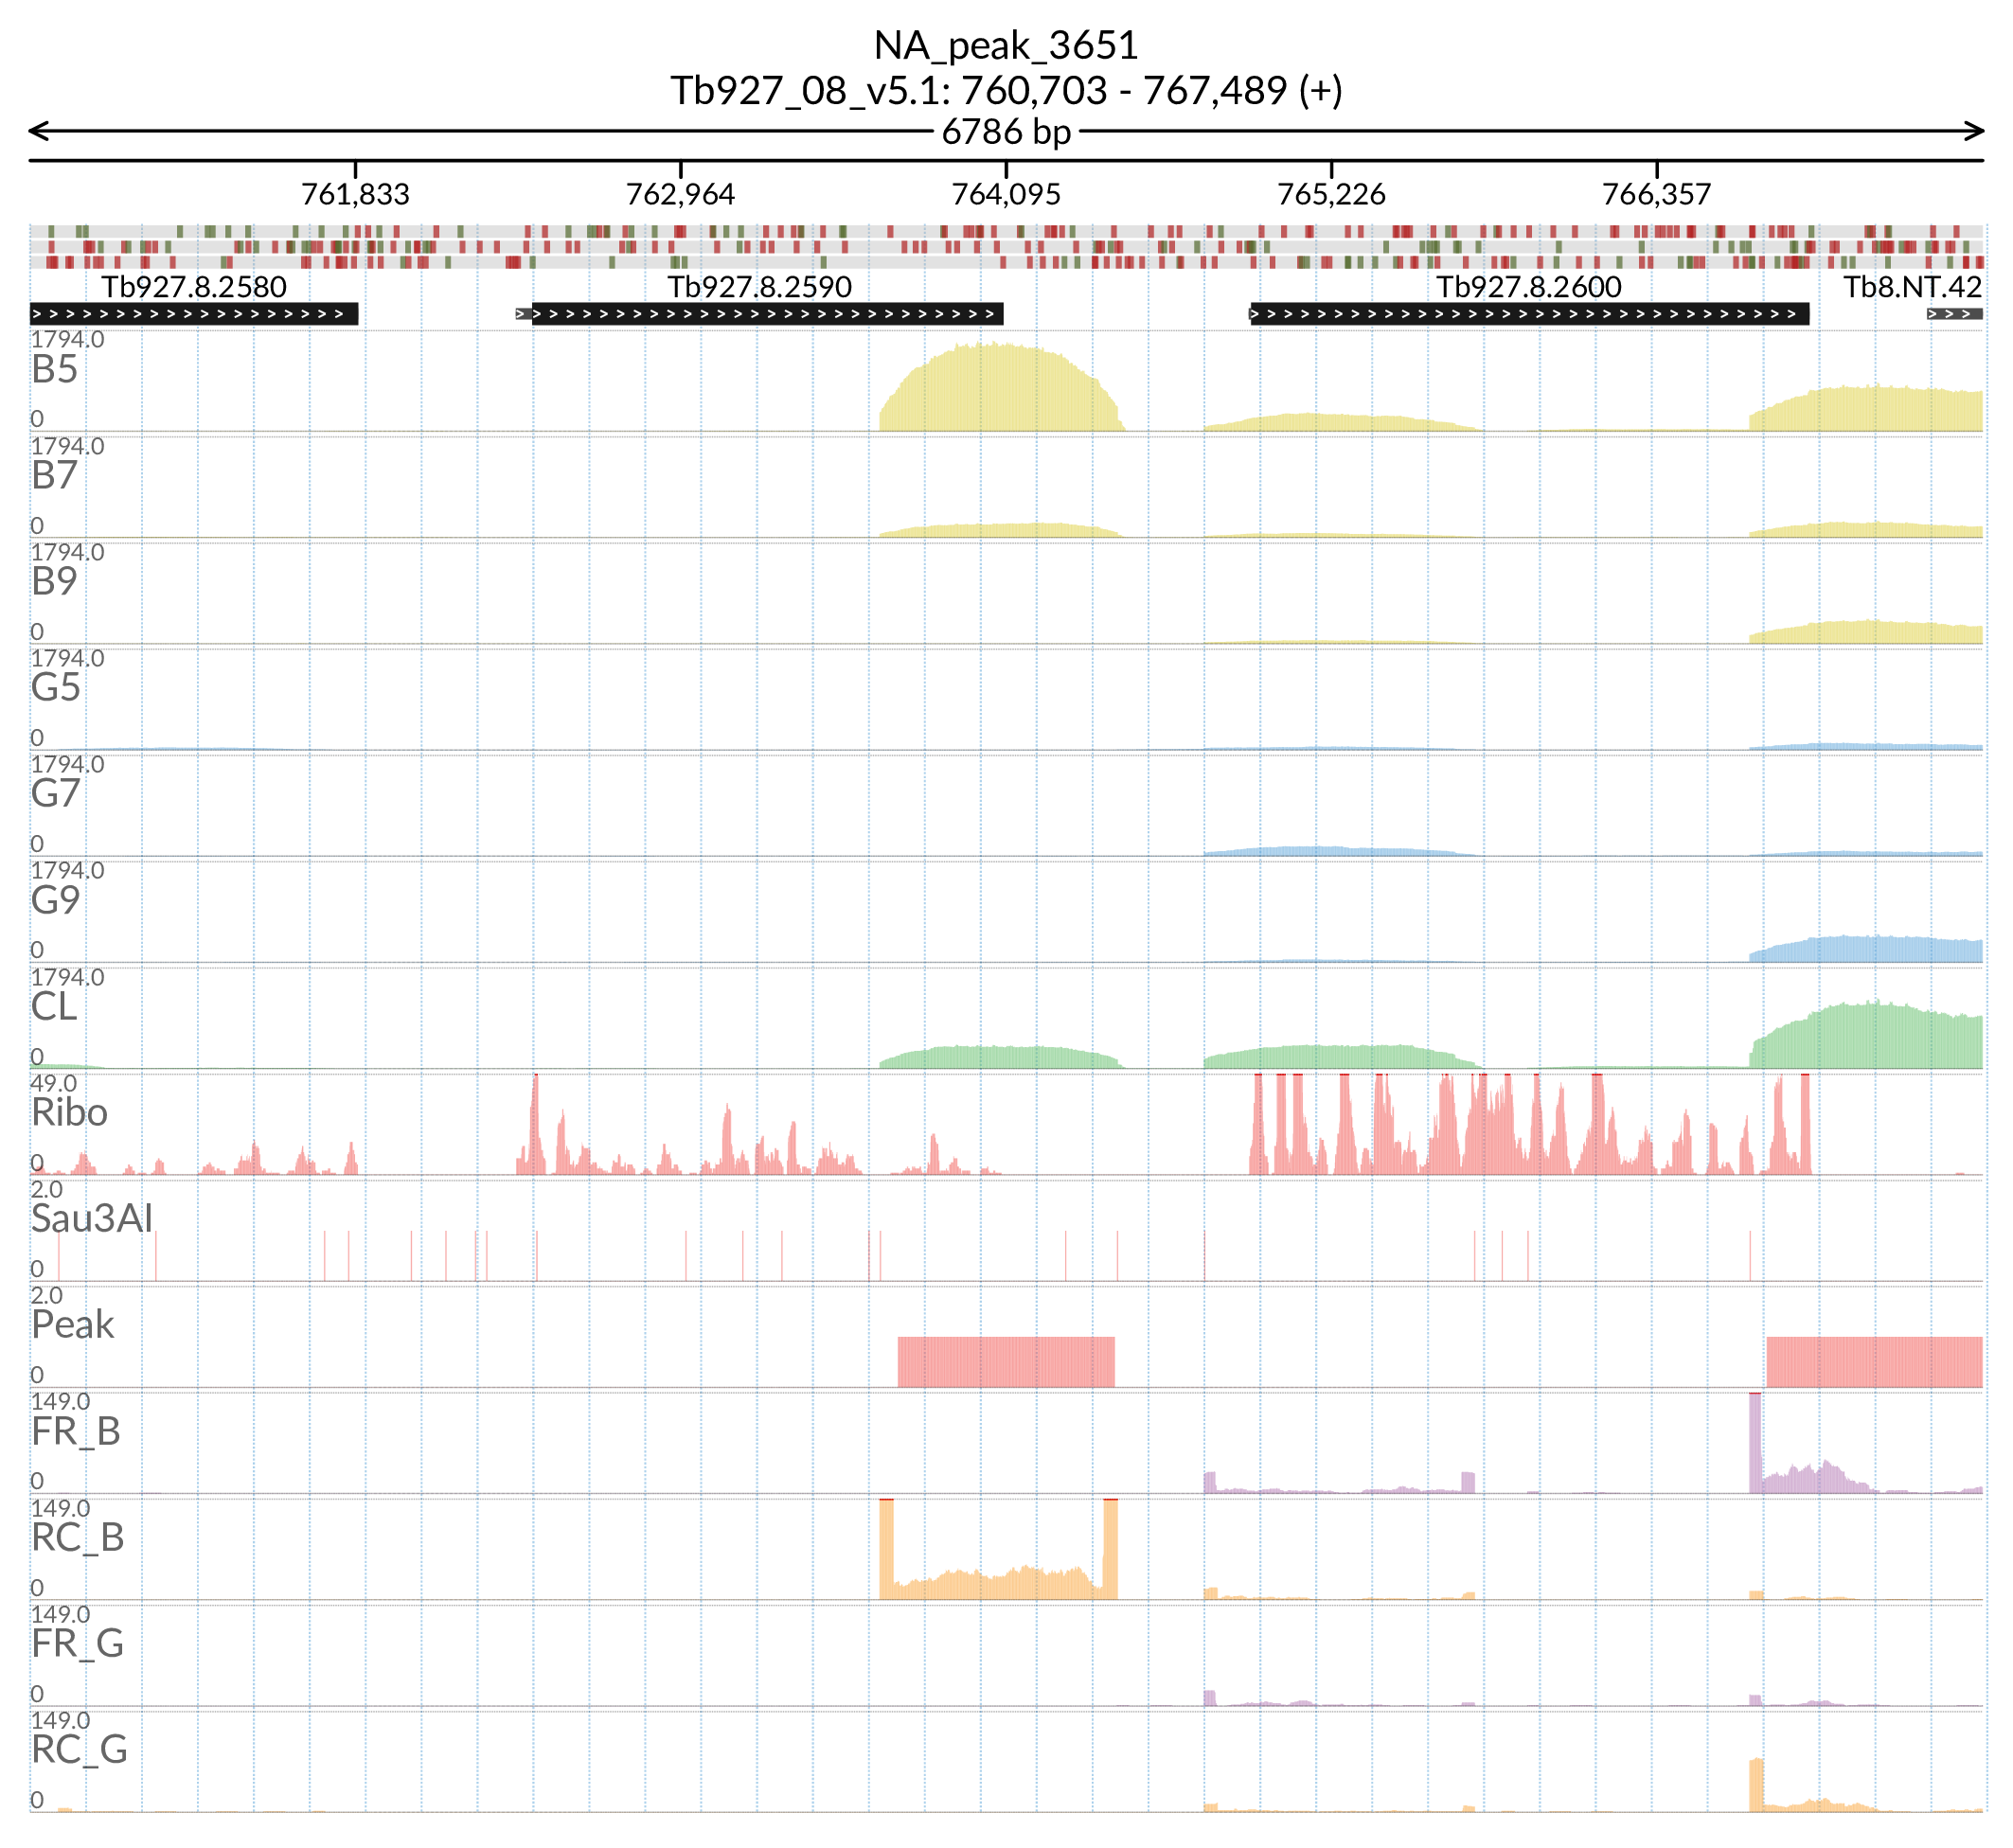 NA_peak_3651
Tb927_08_v5.1: 760,703 - 767,489 (+)
6786 bp
761,833 762,964 764,095 765,226 766,357
Tb927.8.2580 Tb927.8.2590 Tb927.8.2600 Tb8.NT.42
1794.0
B5
0
1794.0
B7
0
1794.0
B9
0
1794.0
G5
0
1794.0
G7
0
1794.0
G9
0
1794.0
CL
0
49.0
Ribo
0
2.0
Sau3AI
0
2.0
Peak
0
149.0
FR_B
0
149.0
RC_B
0
149.0
FR_G
0
149.0
RC_G
0